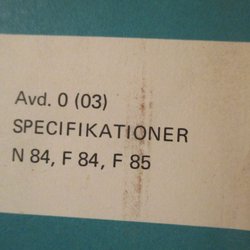 Avd. 0 (03)
SPECIFIKATIONER
N 84, F 84, F 85